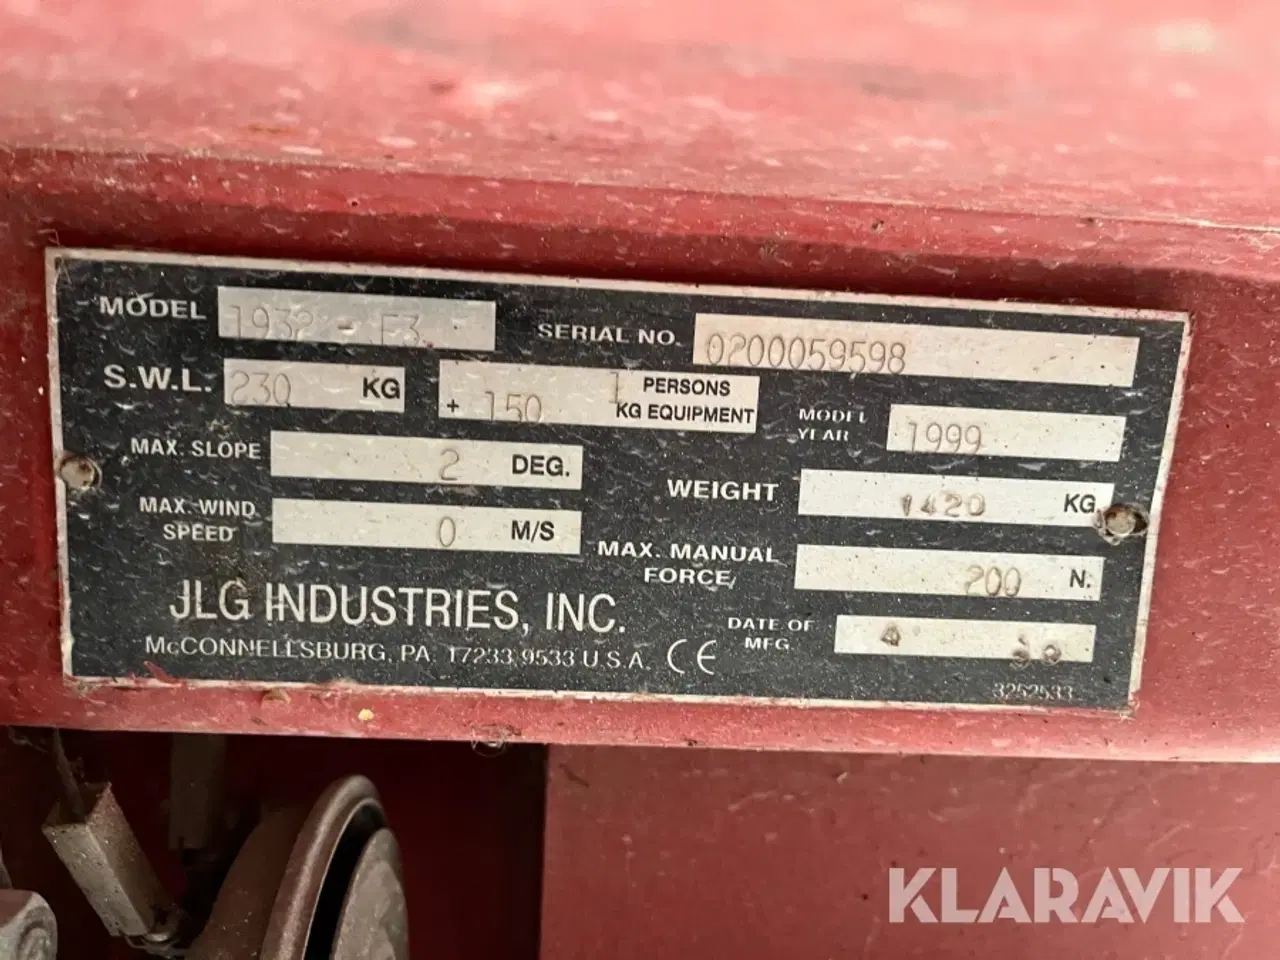 MODEL 1932 - E3
SERIAL NO. 0200059598
S.W.L. 230 KG
1 PERSONS
+ 150 KG EQUIPMENT
MODEL YEAR 1999
MAX. SLOPE 2 DEG.
WEIGHT 1420 KG
MAX. WIND SPEED 0 M/S
MAX. MANUAL FORCE 200 N.
JLG INDUSTRIES, INC.
DATE OF MFG 4
McCONNELLSBURG, PA. 17233 9533 U.S.A. CE
3252533
KLARAVIK